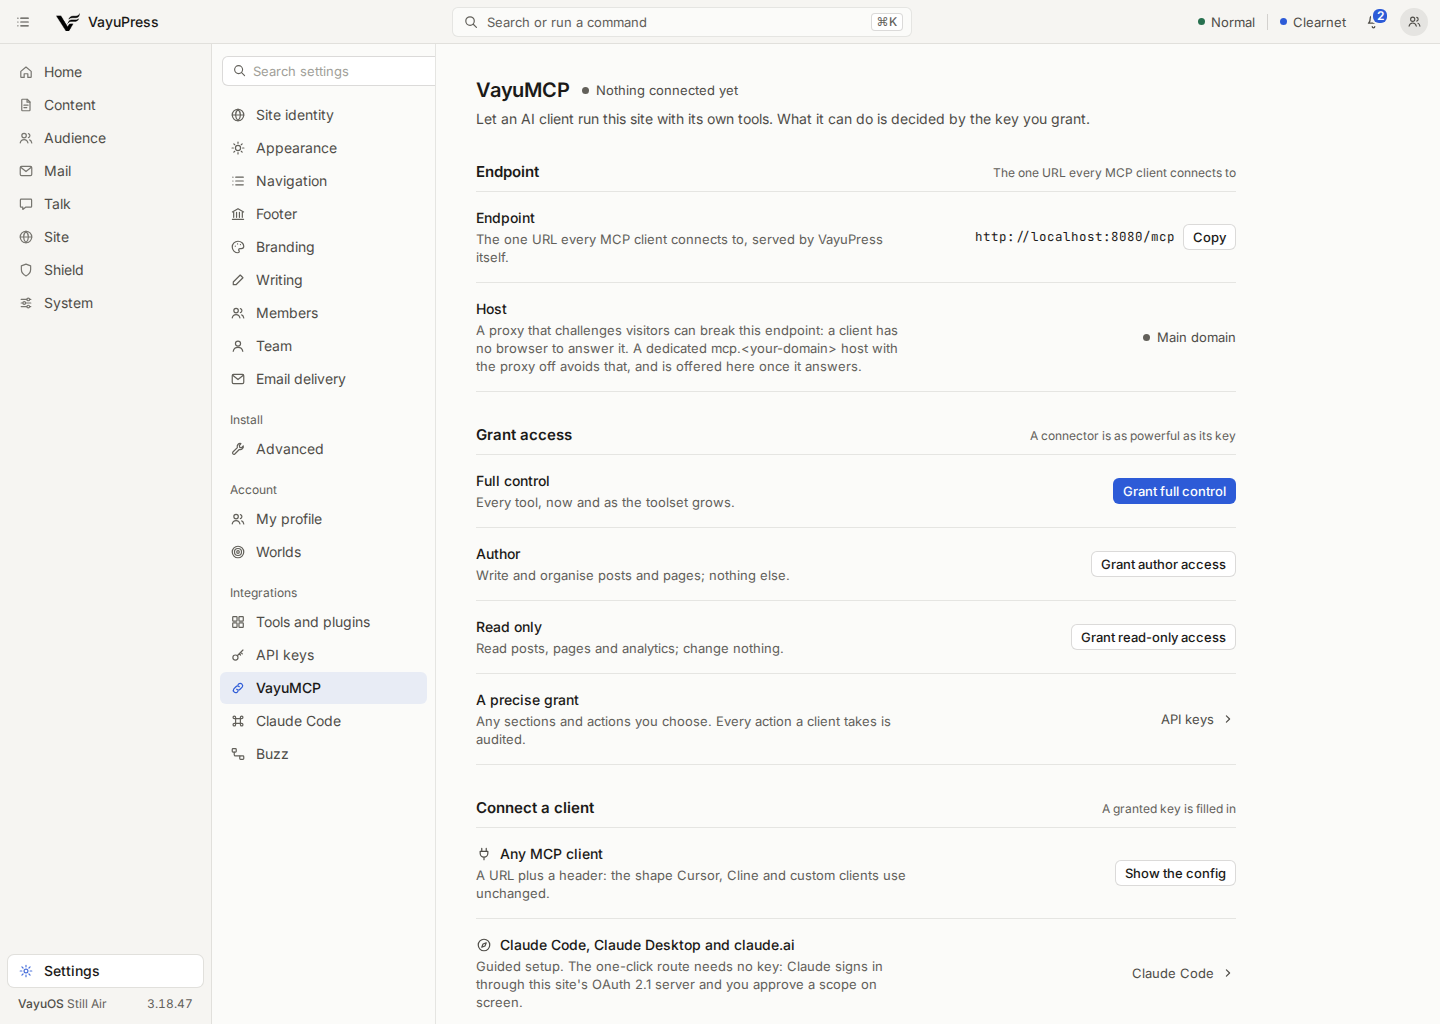 VayuPress
Search or run a command
⌘K
Normal
Clearnet
2
Home
Content
Audience
Mail
Talk
Site
Shield
System
Settings
VayuOS Still Air
3.18.47
Search settings
Site identity
Appearance
Navigation
Footer
Branding
Writing
Members
Team
Email delivery
Install
Advanced
Account
My profile
Worlds
Integrations
Tools and plugins
API keys
VayuMCP
Claude Code
Buzz
VayuMCP
Nothing connected yet
Let an AI client run this site with its own tools. What it can do is decided by the key you grant.
Endpoint
The one URL every MCP client connects to
Endpoint
The one URL every MCP client connects to, served by VayuPress
itself.
http://localhost:8080/mcp
Copy
Host
A proxy that challenges visitors can break this endpoint: a client has
no browser to answer it. A dedicated mcp.<your-domain> host with
the proxy off avoids that, and is offered here once it answers.
Main domain
Grant access
A connector is as powerful as its key
Full control
Every tool, now and as the toolset grows.
Grant full control
Author
Write and organise posts and pages; nothing else.
Grant author access
Read only
Read posts, pages and analytics; change nothing.
Grant read-only access
A precise grant
Any sections and actions you choose. Every action a client takes is
audited.
API keys
Connect a client
A granted key is filled in
Any MCP client
A URL plus a header: the shape Cursor, Cline and custom clients use
unchanged.
Show the config
Claude Code, Claude Desktop and claude.ai
Guided setup. The one-click route needs no key: Claude signs in
through this site's OAuth 2.1 server and you approve a scope on
screen.
Claude Code